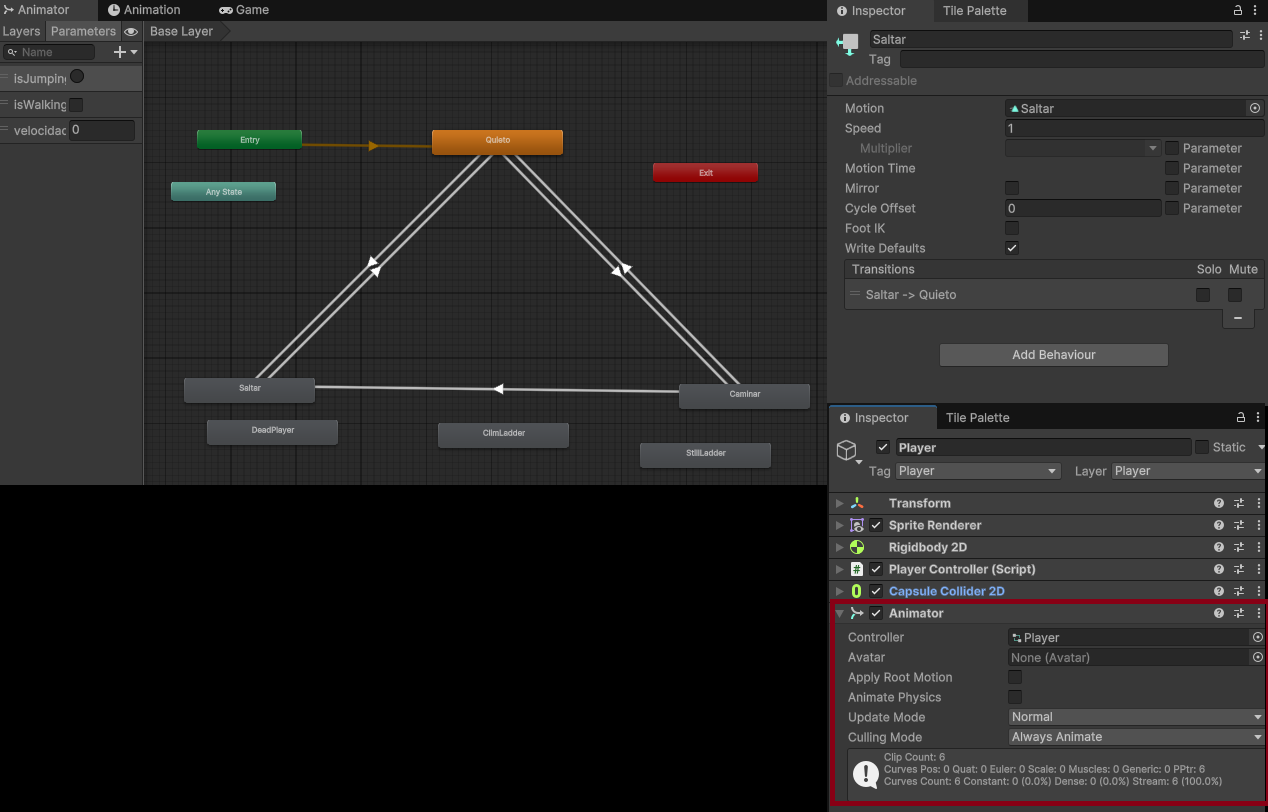 Animator
Animation
Game
Layers
Parameters
Base Layer
Name
isJumping
isWalking
velocidad
0
Entry
Quieto
Exit
Any State
Saltar
Caminar
DeadPlayer
ClimLadder
StillLadder
Inspector
Tile Palette
Saltar
Tag
Addressable
Motion
Saltar
Speed
1
Multiplier
Parameter
Motion Time
Parameter
Mirror
Parameter
Cycle Offset
0
Parameter
Foot IK
Write Defaults
Transitions
Solo
Mute
Saltar -> Quieto
Add Behaviour
Inspector
Tile Palette
Player
Static
Tag
Player
Layer
Player
Transform
Sprite Renderer
Rigidbody 2D
Player Controller (Script)
Capsule Collider 2D
Animator
Controller
Player
Avatar
None (Avatar)
Apply Root Motion
Animate Physics
Update Mode
Normal
Culling Mode
Always Animate
Clip Count: 6
Curves Pos: 0 Quat: 0 Euler: 0 Scale: 0 Muscles: 0 Generic: 0 PPtr: 6
Curves Count: 6 Constant: 0 (0.0%) Dense: 0 (0.0%) Stream: 6 (100.0%)